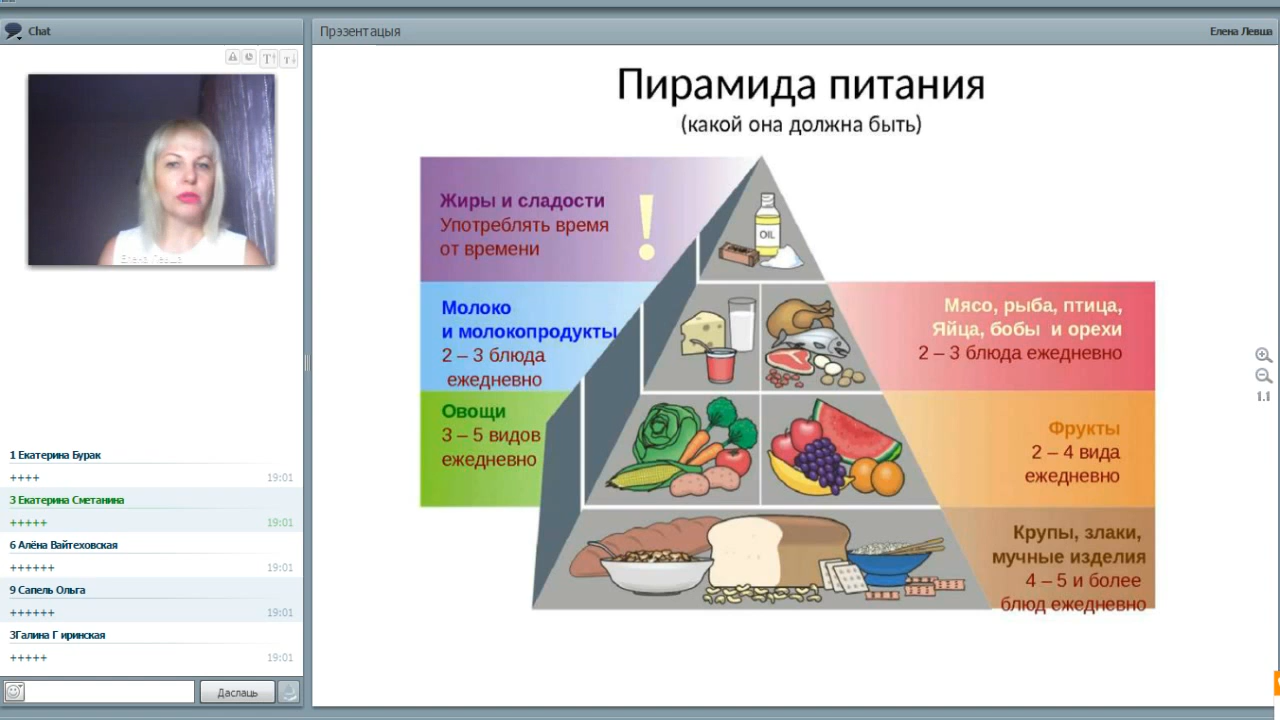 Chat
Прэзентацыя
Елена Левша
Елена Левша
1 Екатерина Бурак
++++
19:01
3 Екатерина Сметанина
+++++
19:01
6 Алёна Вайтеховская
++++++
19:01
9 Сапель Ольга
++++++
19:01
3Галина Г иринская
+++++
19:01
Даслаць
Пирамида питания
(какой она должна быть)
Жиры и сладости
Употреблять время
от времени
!
OIL
Молоко
и молокопродукты
2 – 3 блюда
ежедневно
Мясо, рыба, птица,
Яйца, бобы и орехи
2 – 3 блюда ежедневно
Овощи
3 – 5 видов
ежедневно
Фрукты
2 – 4 вида
ежедневно
Крупы, злаки,
мучные изделия
4 – 5 и более
блюд ежедневно
1.1